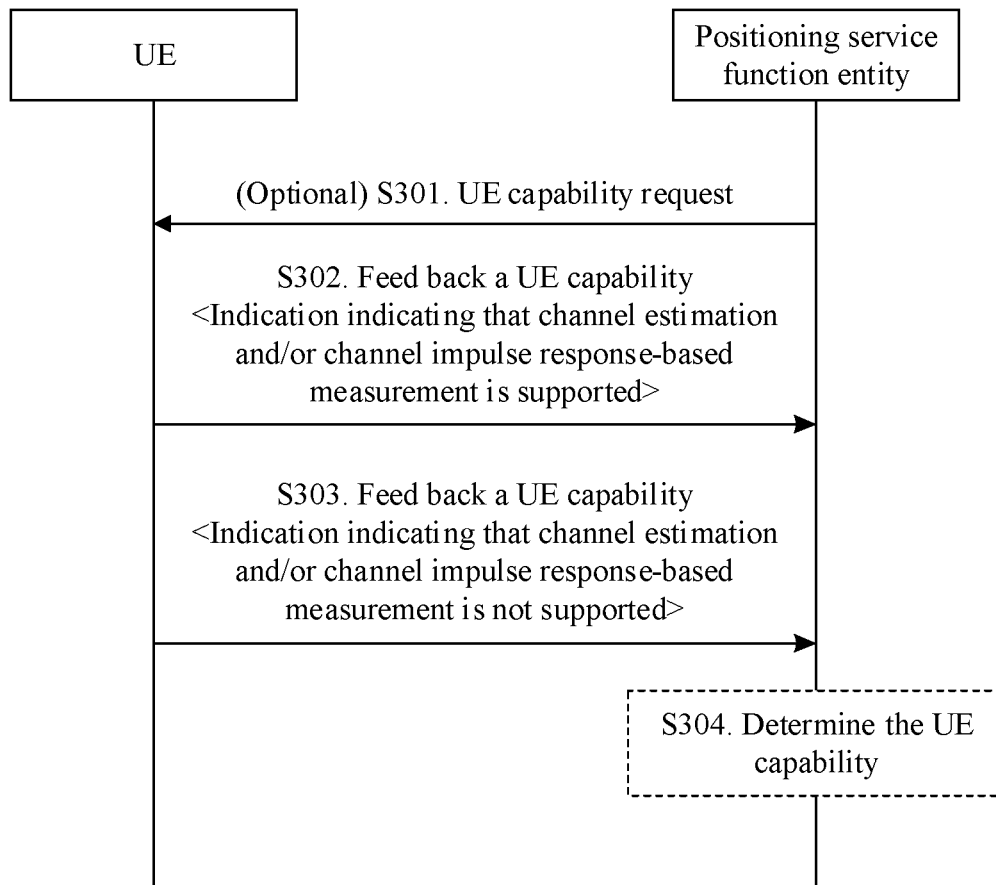 UE
Positioning service
function entity
(Optional) S301. UE capability request
S302. Feed back a UE capability
<Indication indicating that channel estimation
and/or channel impulse response-based
measurement is supported>
S303. Feed back a UE capability
<Indication indicating that channel estimation
and/or channel impulse response-based
measurement is not supported>
S304. Determine the UE
capability